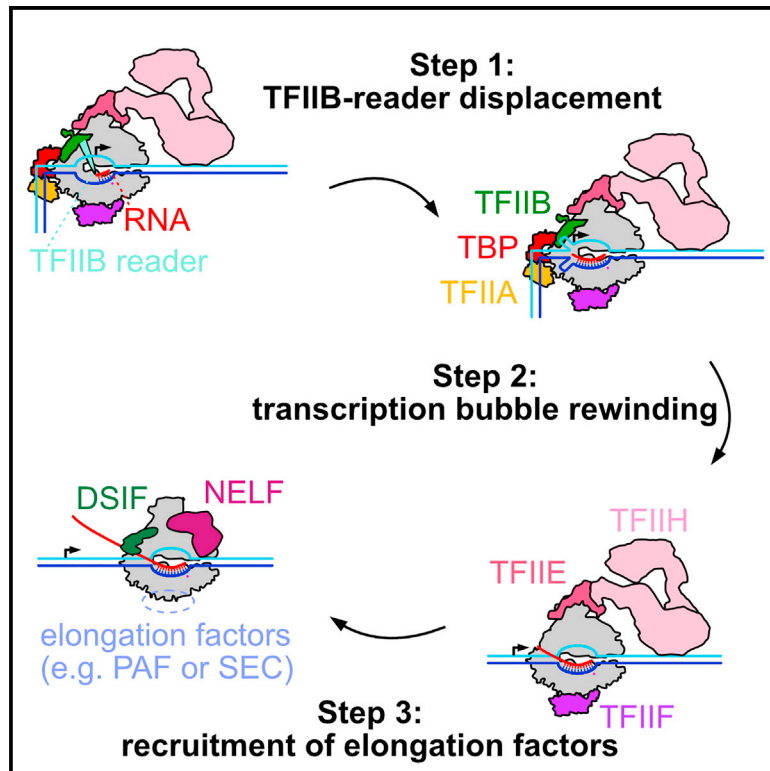 Step 1:
TFIIB-reader displacement
RNA
TFIIB reader
TFIIB
TBP
TFIIA
Step 2:
transcription bubble rewinding
DSIF
NELF
TFIIH
TFIIE
elongation factors
(e.g. PAF or SEC)
TFIIF
Step 3:
recruitment of elongation factors